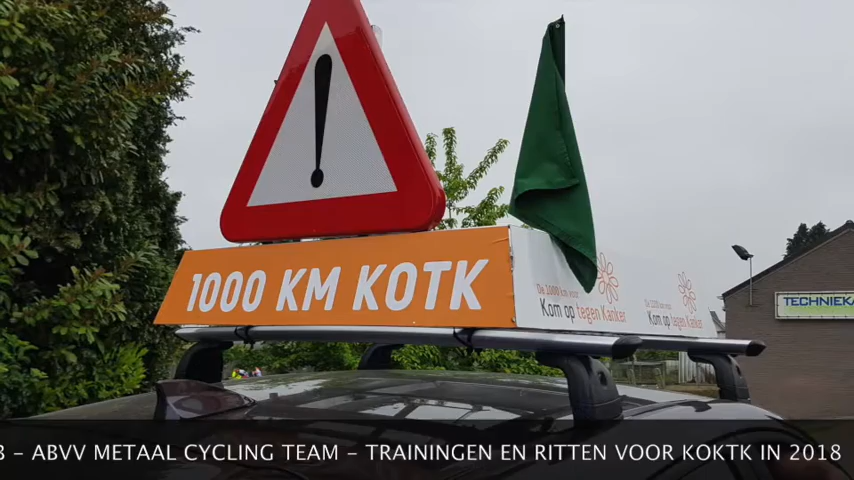 1000 KM KOTK
De 1000 km voor
Kom op tegen Kanker
De 1000 km voor
Kom op tegen Kanker
TECHNIEK
- ABVV METAAL CYCLING TEAM - TRAININGEN EN RITTEN VOOR KOKTK IN 2018